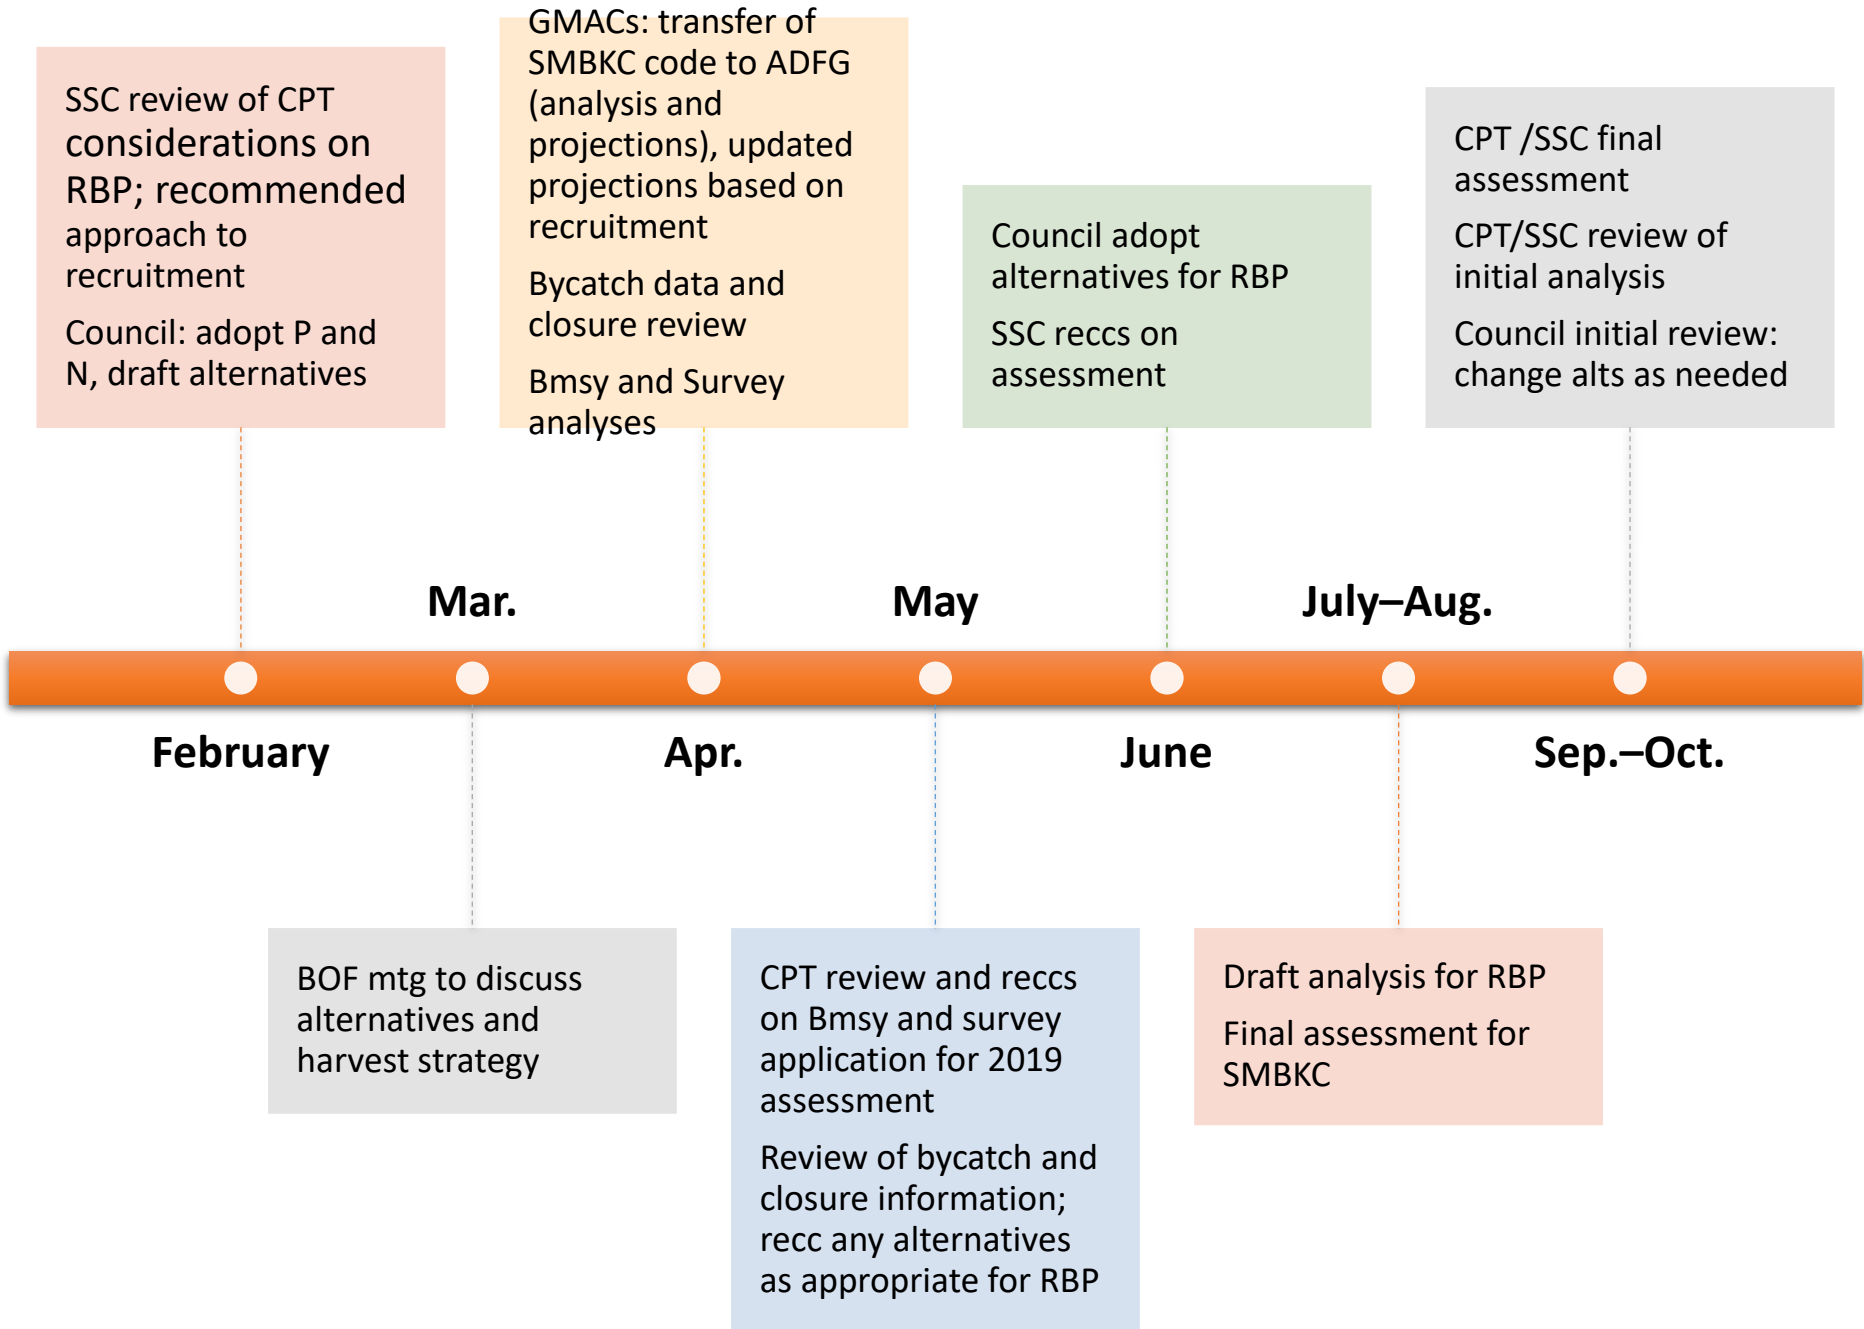 SSC review of CPT
considerations on
RBP; recommended
approach to
recruitment
Council: adopt P and
N, draft alternatives
GMACs: transfer of
SMBKC code to ADFG
(analysis and
projections), updated
projections based on
recruitment
Bycatch data and
closure review
Bmsy and Survey
analyses
Council adopt
alternatives for RBP
SSC reccs on
assessment
CPT /SSC final
assessment
CPT/SSC review of
initial analysis
Council initial review:
change alts as needed
Mar.
May
July–Aug.
February
Apr.
June
Sep.–Oct.
BOF mtg to discuss
alternatives and
harvest strategy
CPT review and reccs
on Bmsy and survey
application for 2019
assessment
Review of bycatch and
closure information;
recc any alternatives
as appropriate for RBP
Draft analysis for RBP
Final assessment for
SMBKC